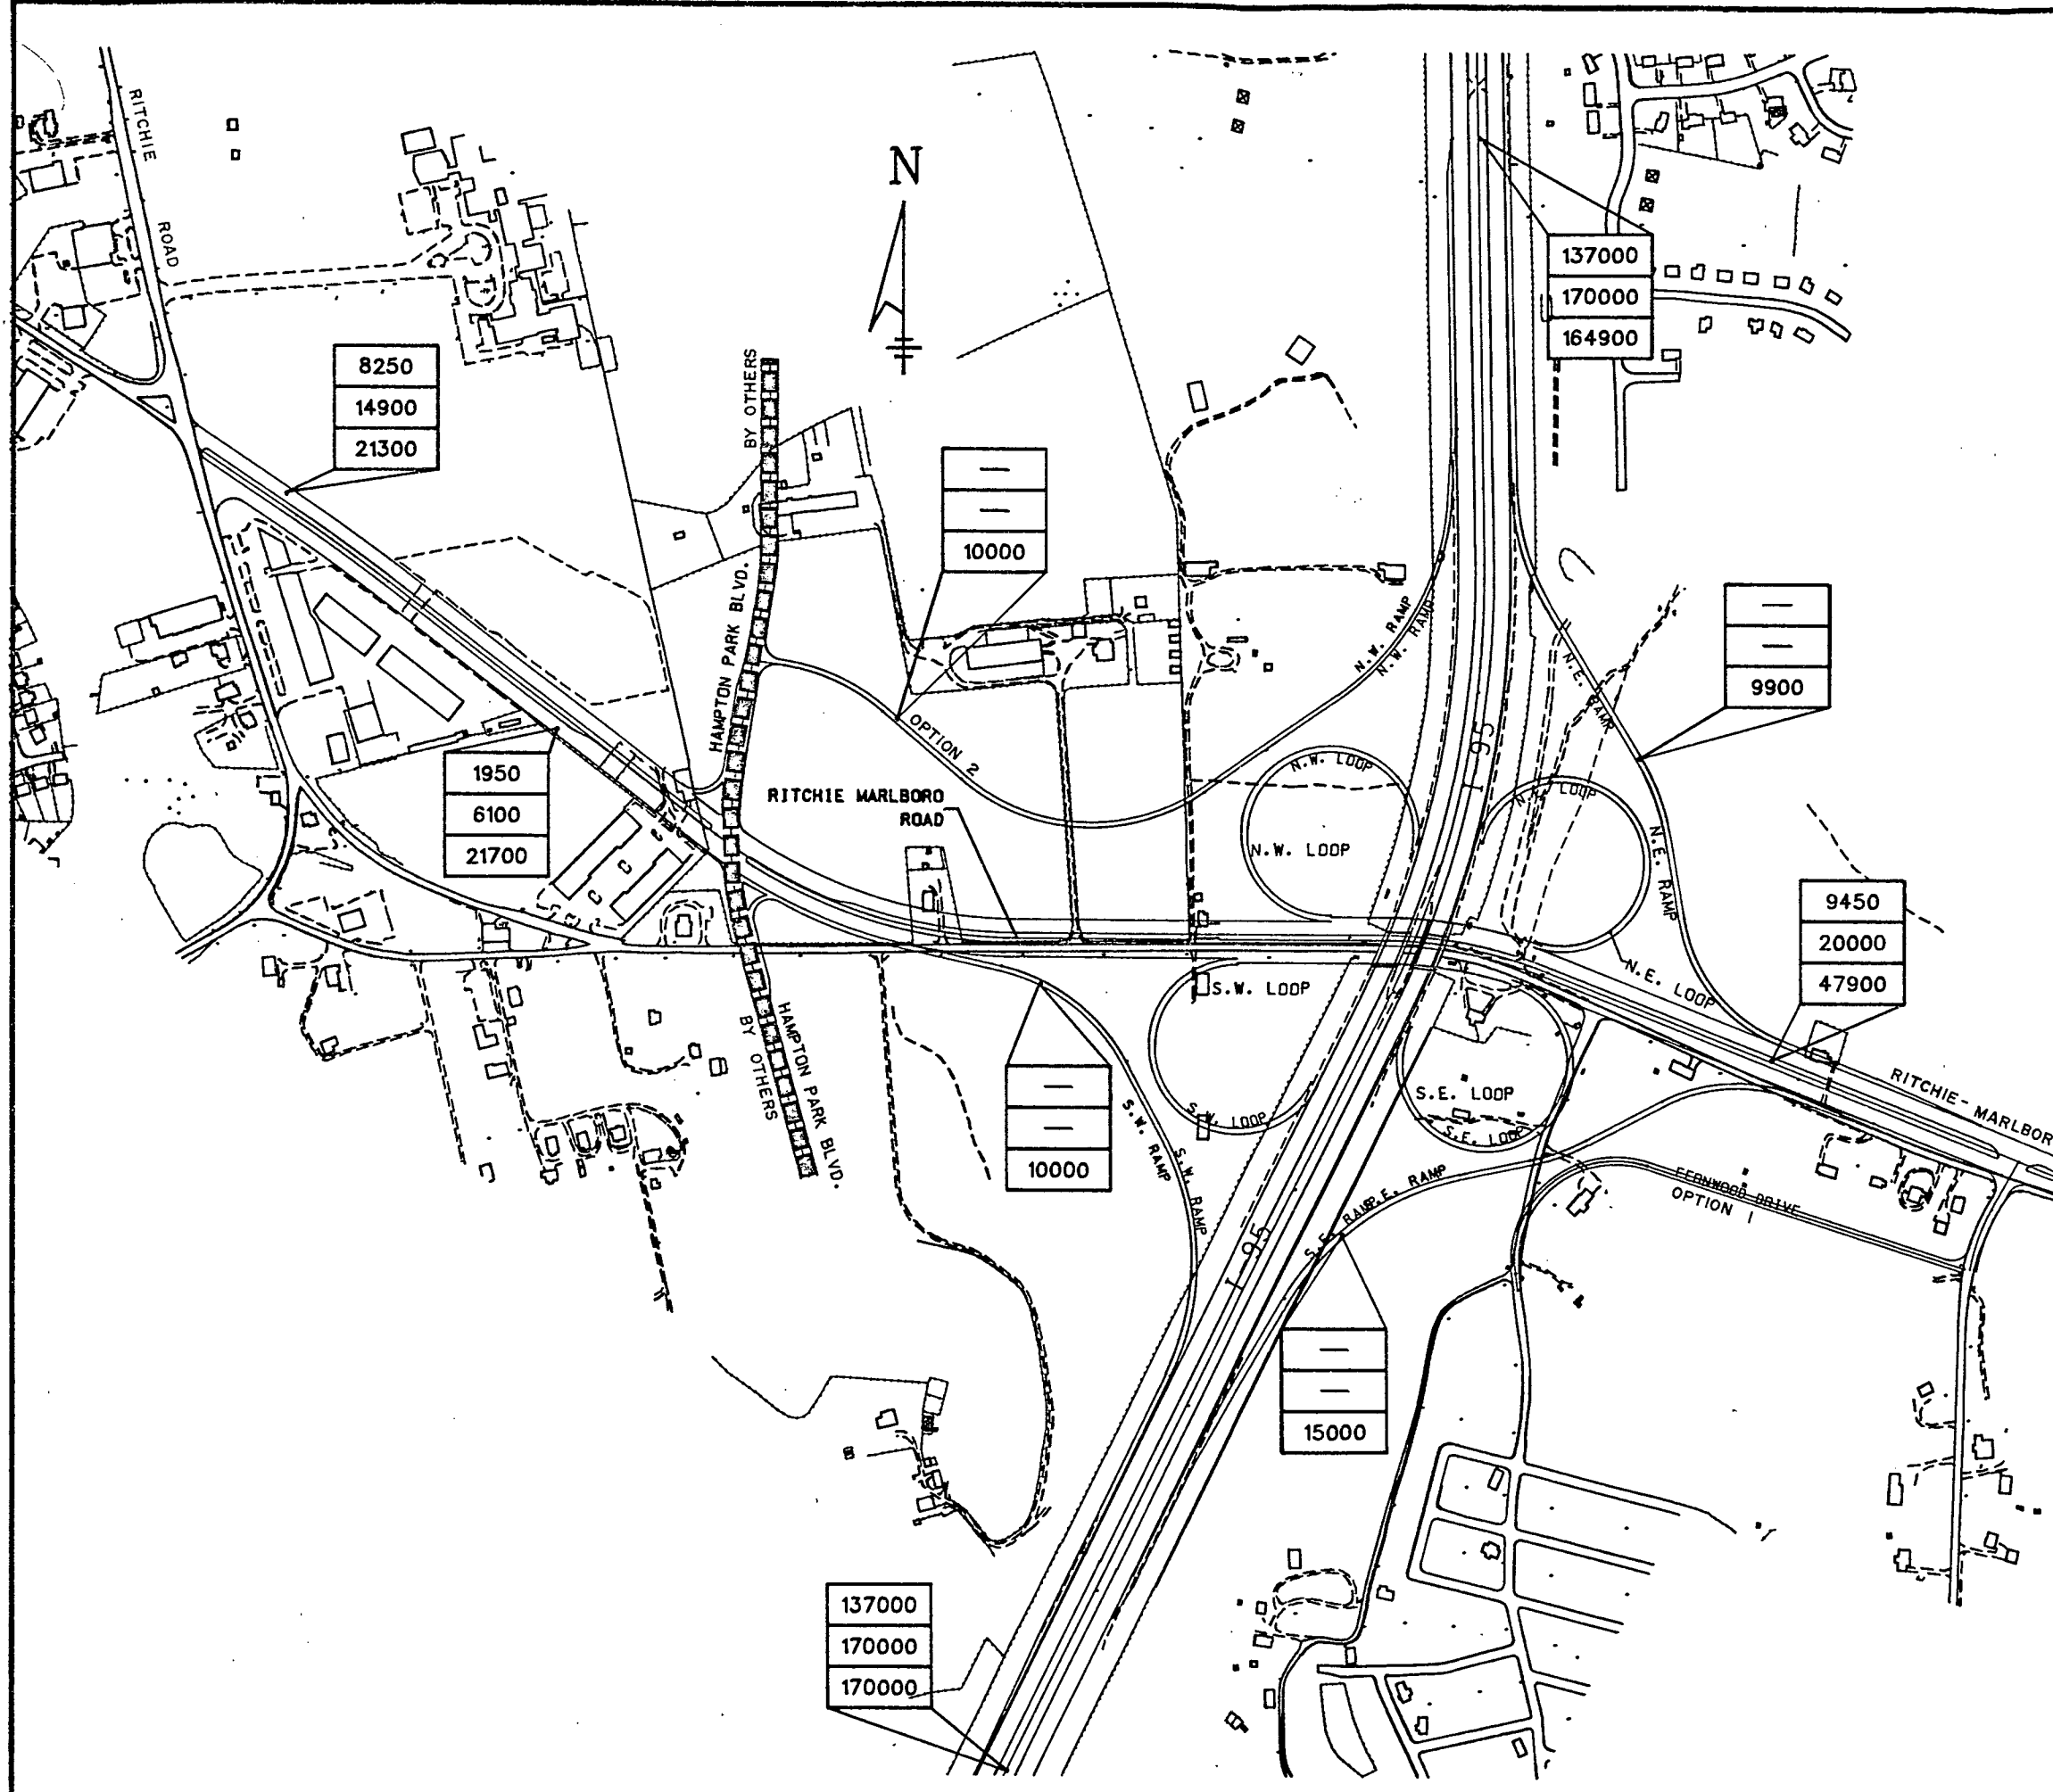 RITCHIE
ROAD
N
137000
170000
164900
8250
14900
21300
BY OTHERS
—
—
10000
HAMPTON PARK BLVD.
N.W. RAMP
N.W. RAMP
N.E. RAMP
—
—
9900
OPTION 2
I-95
1950
6100
21700
RITCHIE MARLBORO
ROAD
N.W. LOOP
N.W. LOOP
LOOP
N.E. RAMP
9450
20000
47900
N.E. LOOP
S.W. LOOP
HAMPTON PARK BLVD.
BY OTHERS
—
—
10000
S.W. RAMP
S.W. RAMP
S.W. LOOP
S.E. LOOP
S.E. LOOP
RITCHIE-MARLBOR
S.E. RAMP
FERNWOOD DRIVE
OPTION 1
I-95
—
—
15000
137000
170000
170000